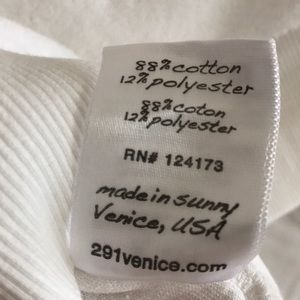 88% cotton
12% polyester
88% coton
12% polyester
RN# 124173
made in sunny
Venice, USA
291venice.com